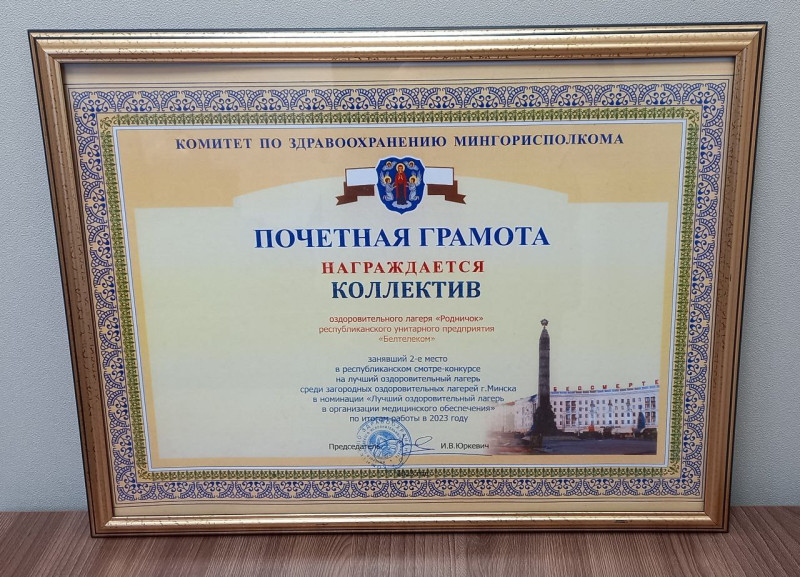 КОМИТЕТ ПО ЗДРАВООХРАНЕНИЮ МИНГОРИСПОЛКОМА
ПОЧЕТНАЯ ГРАМОТА
НАГРАЖДАЕТСЯ
КОЛЛЕКТИВ
оздоровительного лагеря «Родничок»
республиканского унитарного предприятия
«Белтелеком»
занявший 2-е место
в республиканском смотре-конкурсе
на лучший оздоровительный лагерь
среди загородных оздоровительных лагерей г.Минска
в номинации «Лучший оздоровительный лагерь
в организации медицинского обеспечения»
по итогам работы в 2023 году
Председатель И.В.Юркевич
БЕССМЕРТЕ